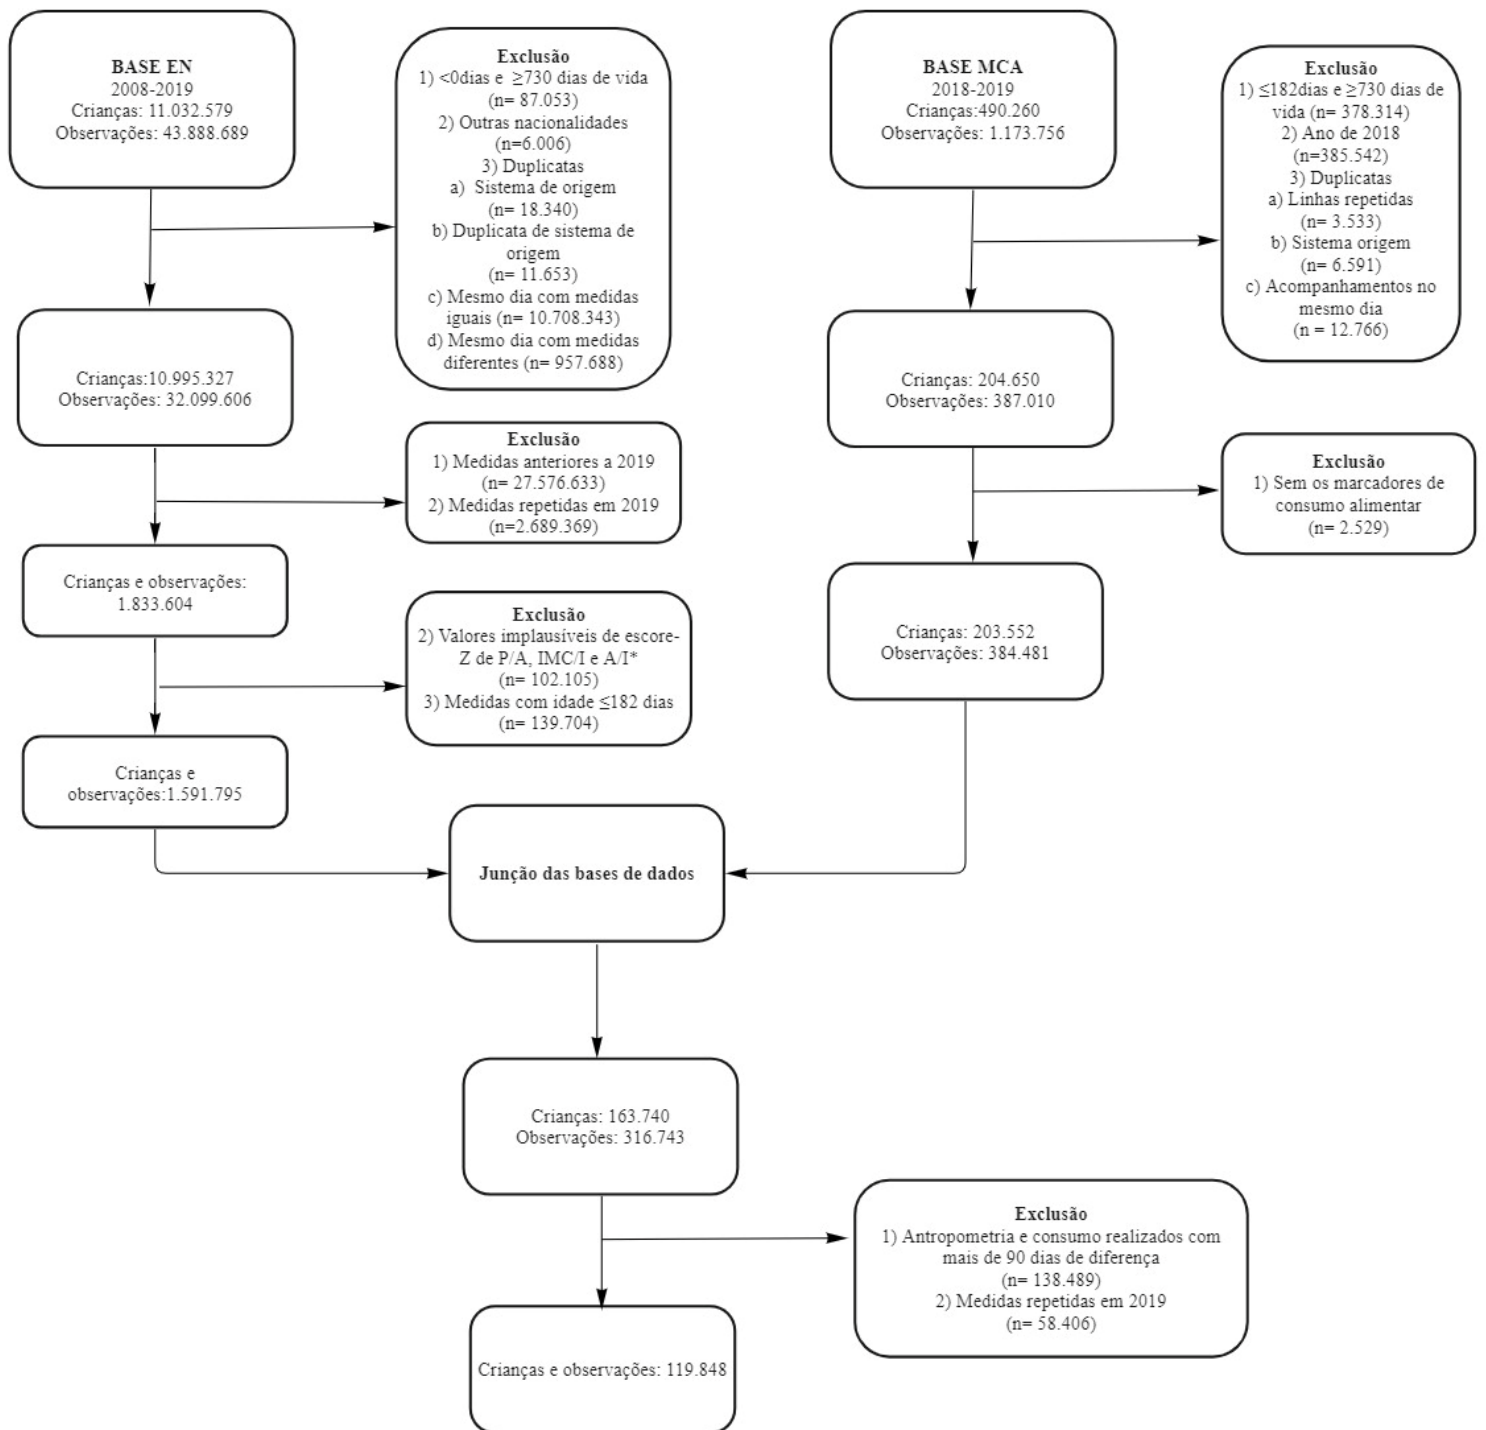 BASE EN
2008-2019
Crianças: 11.032.579
Observações: 43.888.689
Exclusão
1) <0dias e ≥730 dias de vida
(n= 87.053)
2) Outras nacionalidades
(n=6.006)
3) Duplicatas
a) Sistema de origem
(n= 18.340)
b) Duplicata de sistema de
origem
(n= 11.653)
c) Mesmo dia com medidas
iguais (n= 10.708.343)
d) Mesmo dia com medidas
diferentes (n= 957.688)
Crianças:10.995.327
Observações: 32.099.606
Exclusão
1) Medidas anteriores a 2019
(n= 27.576.633)
2) Medidas repetidas em 2019
(n=2.689.369)
Crianças e observações:
1.833.604
Exclusão
2) Valores implausíveis de escore-
Z de P/A, IMC/I e A/I*
(n= 102.105)
3) Medidas com idade ≤182 dias
(n= 139.704)
Crianças e
observações:1.591.795
BASE MCA
2018-2019
Crianças:490.260
Observações: 1.173.756
Exclusão
1) ≤182dias e ≥730 dias de
vida (n= 378.314)
2) Ano de 2018
(n=385.542)
3) Duplicatas
a) Linhas repetidas
(n= 3.533)
b) Sistema origem
(n= 6.591)
c) Acompanhamentos no
mesmo dia
(n = 12.766)
Crianças: 204.650
Observações: 387.010
Exclusão
1) Sem os marcadores de
consumo alimentar
(n= 2.529)
Crianças: 203.552
Observações: 384.481
Junção das bases de dados
Crianças: 163.740
Observações: 316.743
Exclusão
1) Antropometria e consumo realizados com
mais de 90 dias de diferença
(n= 138.489)
2) Medidas repetidas em 2019
(n= 58.406)
Crianças e observações: 119.848